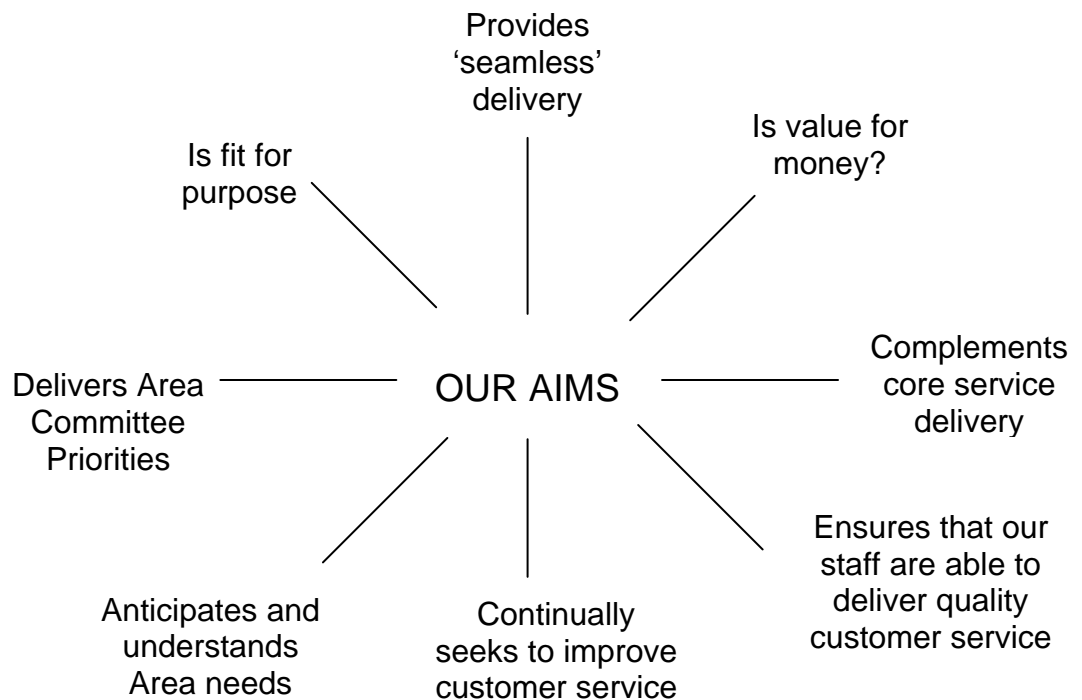 Provides
‘seamless’
delivery
Is value for
money?
Is fit for
purpose
Complements
core service
delivery
OUR AIMS
Delivers Area
Committee
Priorities
Ensures that our
staff are able to
deliver quality
customer service
Anticipates and
understands
Area needs
Continually
seeks to improve
customer service